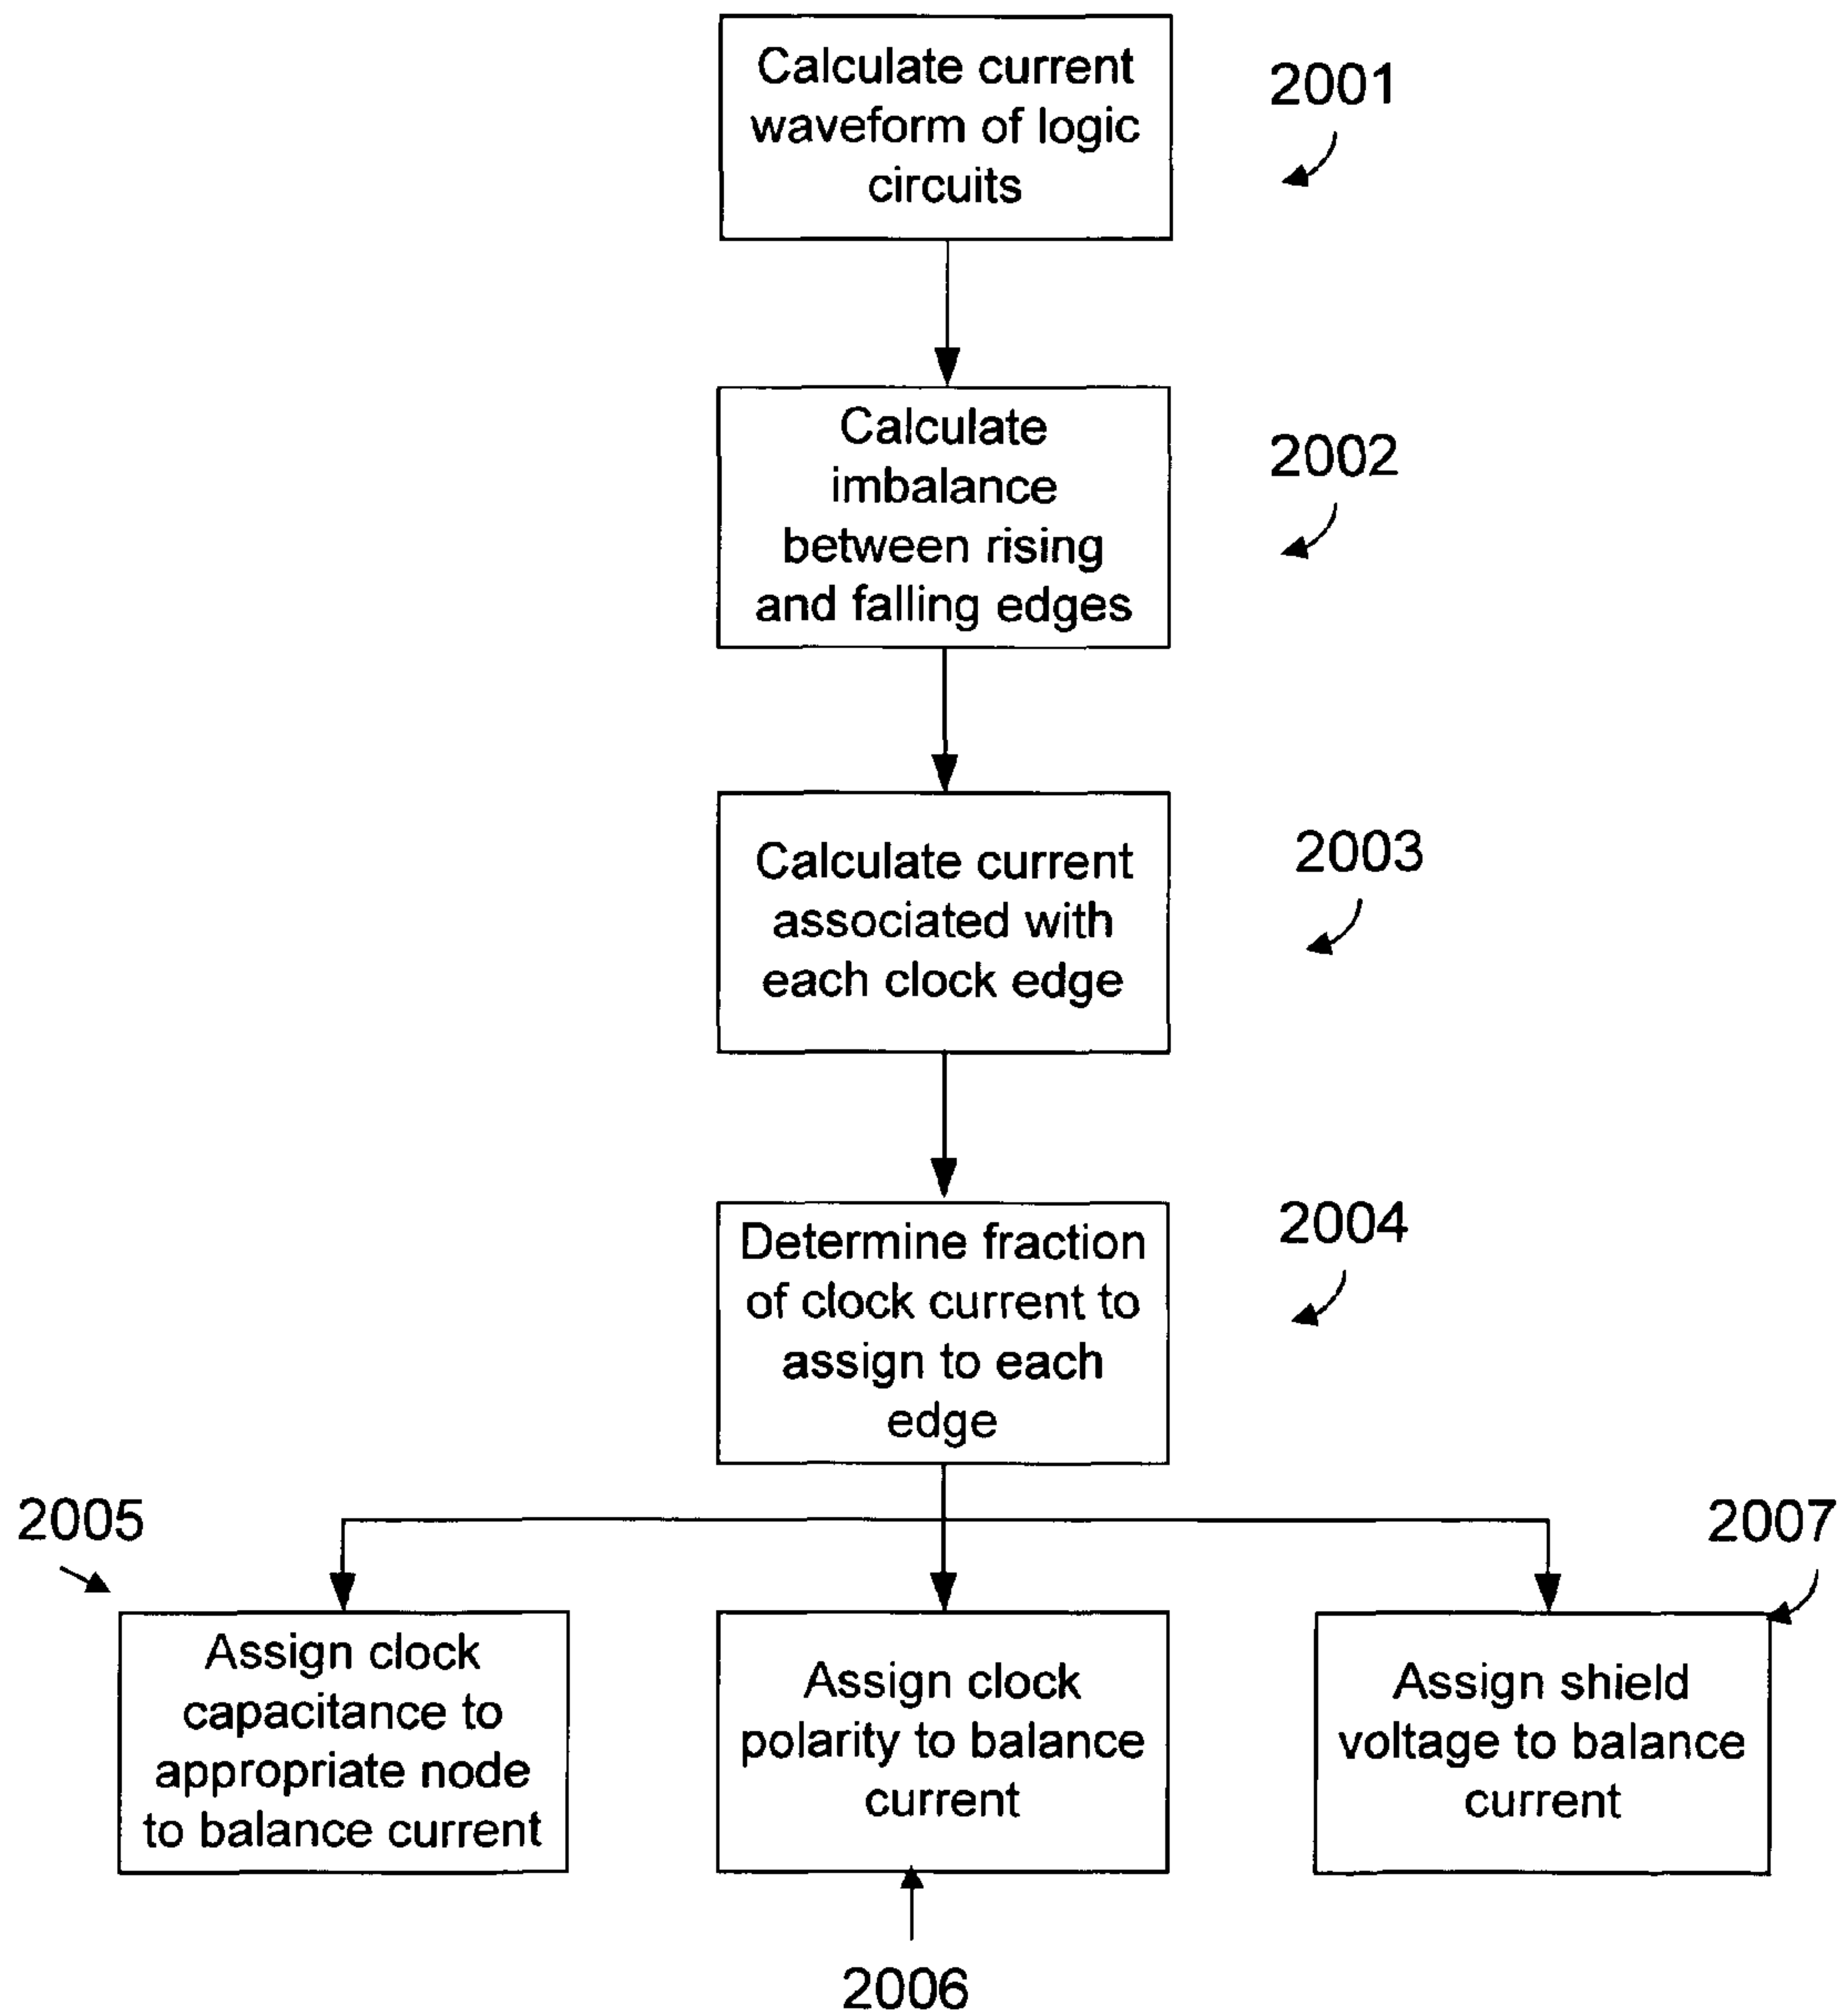 Calculate current
waveform of logic
circuits
2001
Calculate
imbalance
between rising
and falling edges
2002
Calculate current
associated with
each clock edge
2003
Determine fraction
of clock current to
assign to each
edge
2004
2005
Assign clock
capacitance to
appropriate node
to balance current
Assign clock
polarity to balance
current
2006
2007
Assign shield
voltage to balance
current